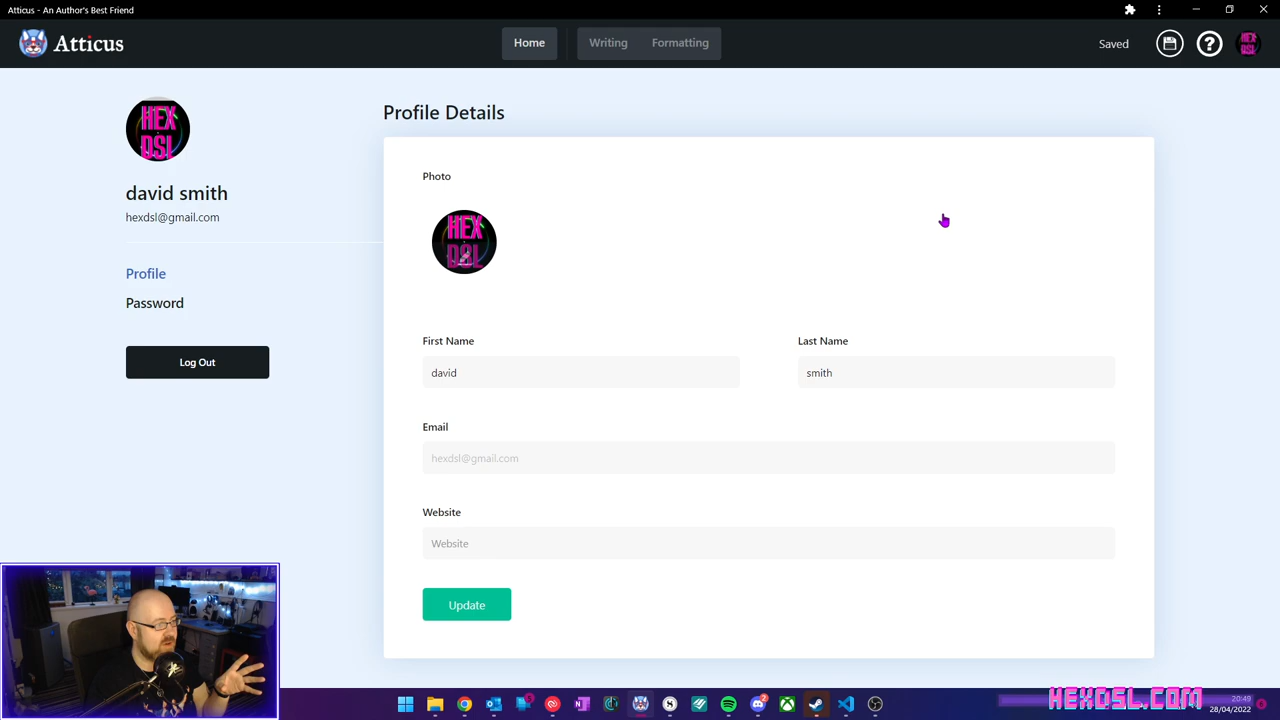 Atticus - An Author's Best Friend
Atticus
Home
Writing
Formatting
Saved
HEX
DSL
david smith
hexdsl@gmail.com
Profile
Password
Log Out
Profile Details
Photo
HEX
DSL
First Name
Last Name
david
smith
Email
hexdsl@gmail.com
Website
Website
Update
HEXDSL.COM
20:49
28/04/2022